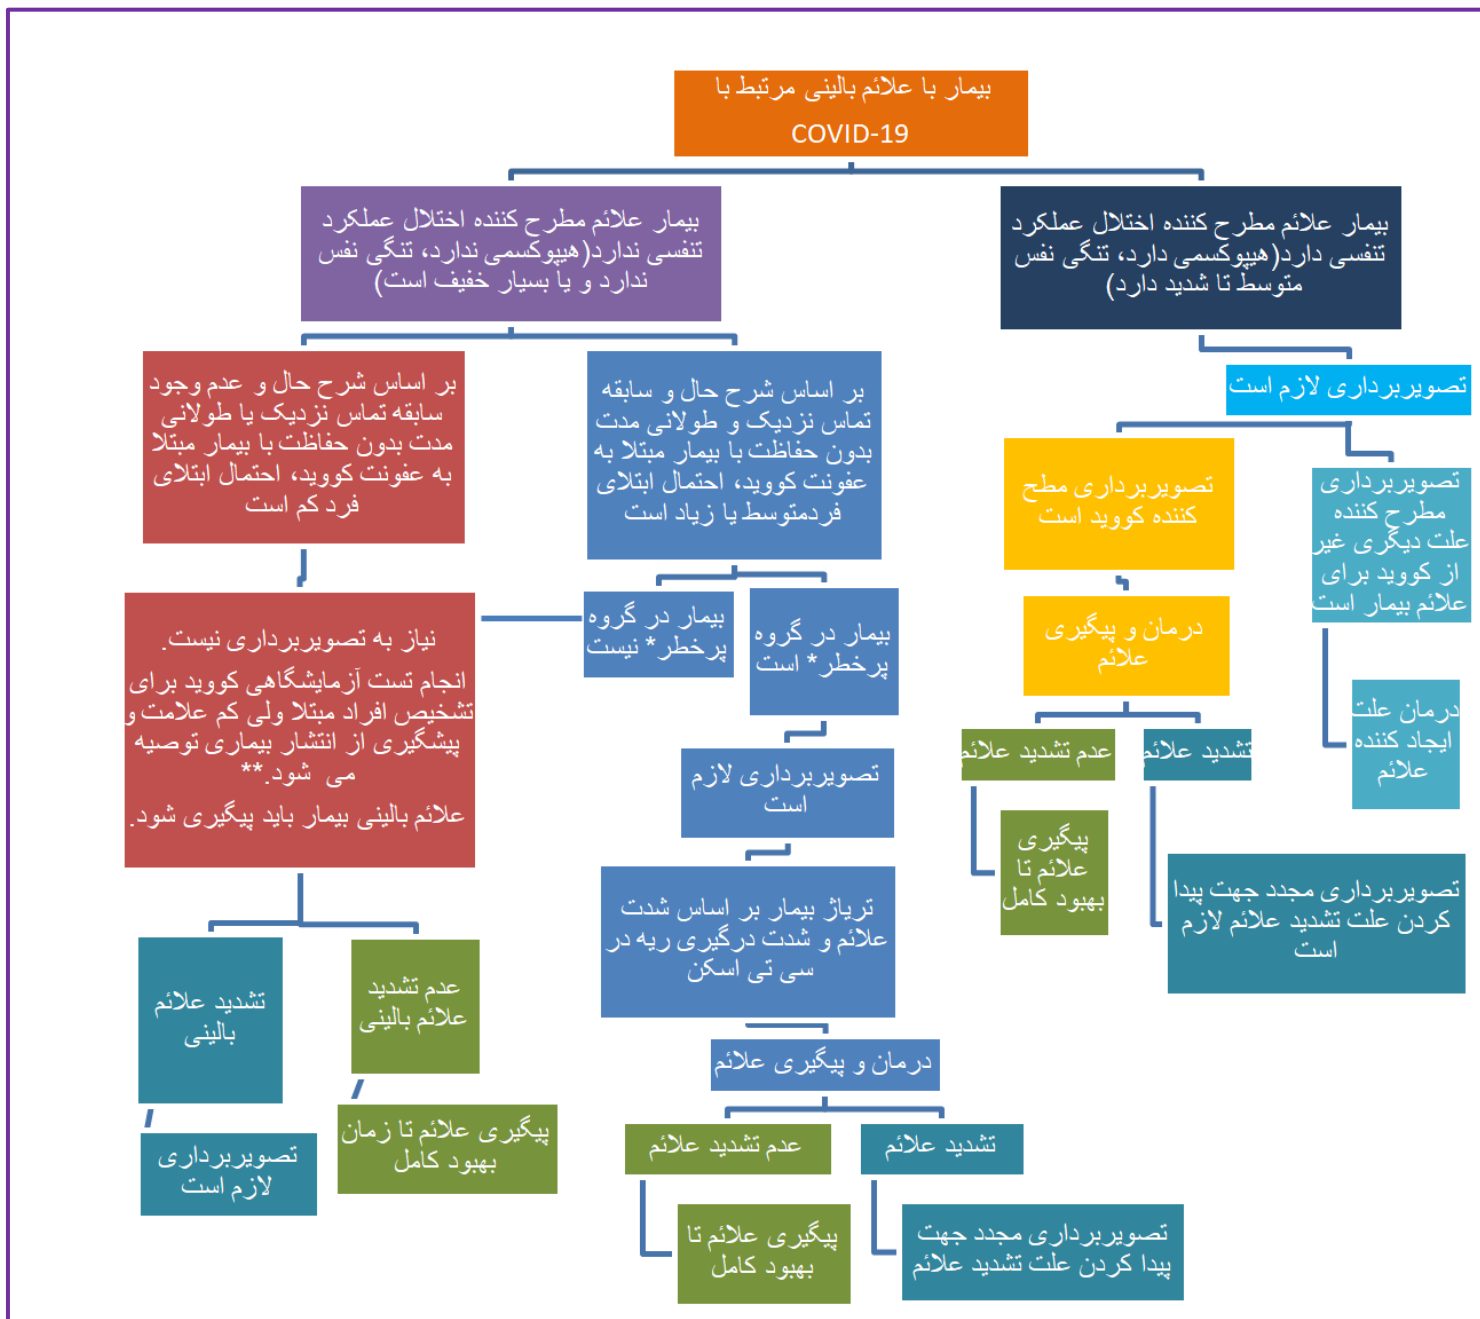 بیمار با علائم بالینی مرتبط با
COVID-19
بیمار علائم مطرح کننده اختلال عملکرد
تنفسی دارد(هیپوکسمی دارد، تنگی نفس
متوسط تا شدید دارد)
بیمار علائم مطرح کننده اختلال عملکرد
تنفسی ندارد(هیپوکسمی ندارد، تنگی نفس
ندارد و یا بسیار خفیف است)
تصویربرداری لازم است
تصویربرداری
مطرح کننده
علت دیگری غیر
از کووید برای
علائم بیمار است
درمان علت
ایجاد کننده
علائم
تصویربرداری مطح
کننده کووید است
درمان و پیگیری
علائم
تشدید علائم
تصویربرداری مجدد جهت پیدا
کردن علت تشدید علائم لازم
است
عدم تشدید علائم
پیگیری
علائم تا
بهبود کامل
بر اساس شرح حال و سابقه
تماس نزدیک و طولانی مدت
بدون حفاظت با بیمار مبتلا به
عفونت کووید، احتمال ابتلای
فردمتوسط یا زیاد است
بیمار در گروه
پرخطر* است
بیمار در گروه
پرخطر* نیست
تصویربرداری لازم
است
تریاژ بیمار بر اساس شدت
علائم و شدت درگیری ریه در
سی تی اسکن
درمان و پیگیری علائم
تشدید علائم
تصویربرداری مجدد جهت
پیدا کردن علت تشدید علائم
عدم تشدید علائم
پیگیری علائم تا
بهبود کامل
بر اساس شرح حال و عدم وجود
سابقه تماس نزدیک یا طولانی
مدت بدون حفاظت با بیمار مبتلا
به عفونت کووید، احتمال ابتلای
فرد کم است
نیاز به تصویربرداری نیست.
انجام تست آزمایشگاهی کووید برای
تشخیص افراد مبتلا ولی کم علامت و
پیشگیری از انتشار بیماری توصیه
می شود.**
علائم بالینی بیمار باید پیگیری شود.
عدم تشدید
علائم بالینی
پیگیری علائم تا زمان
بهبود کامل
تشدید علائم
بالینی
تصویربرداری
لازم است